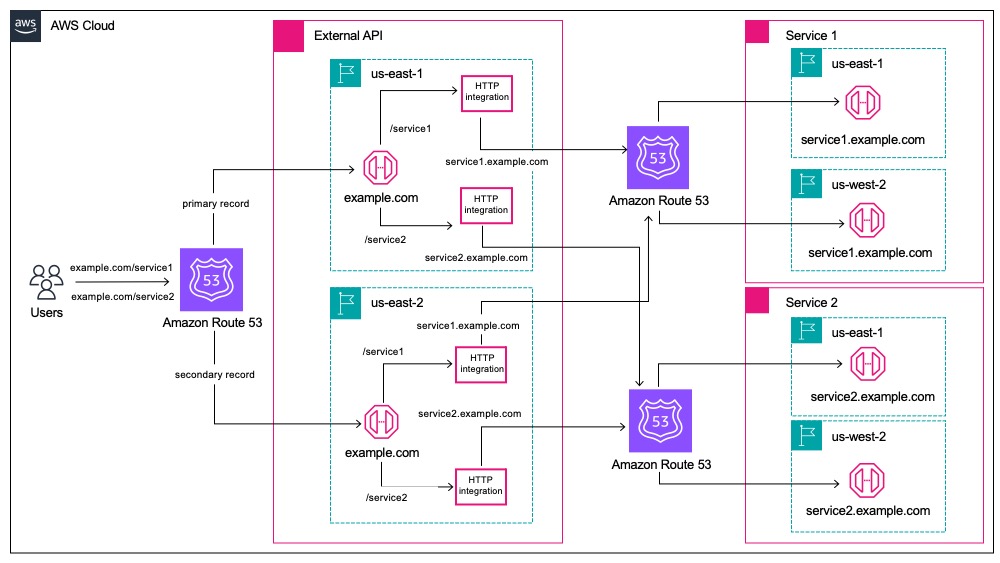 aws
AWS Cloud
Users
example.com/service1
example.com/service2
53
Amazon Route 53
primary record
secondary record
External API
us-east-1
/service1
HTTP
integration
service1.example.com
example.com
/service2
HTTP
integration
service2.example.com
us-east-2
service1.example.com
/service1
HTTP
integration
service2.example.com
example.com
/service2
HTTP
integration
53
Amazon Route 53
53
Amazon Route 53
Service 1
us-east-1
service1.example.com
us-west-2
service1.example.com
Service 2
us-east-1
service2.example.com
us-west-2
service2.example.com